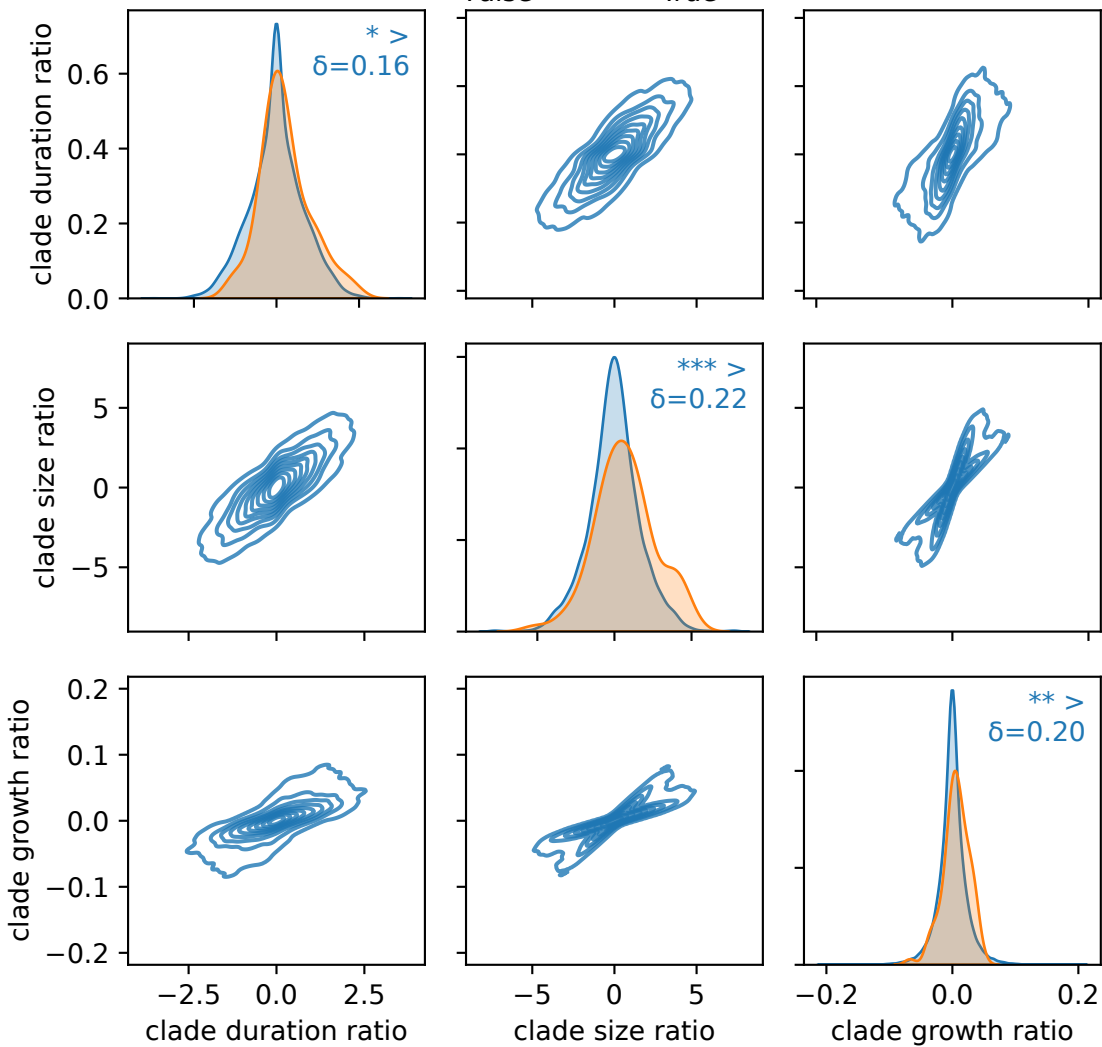 clade duration ratio
0.6
0.4
0.2
0.0
* >
δ=0.16
clade size ratio
5
0
−5
*** >
δ=0.22
clade growth ratio
0.2
0.1
0.0
−0.1
−0.2
** >
δ=0.20
−2.5 0.0 2.5
−5 0 5
−0.2 0.0 0.2
clade duration ratio
clade size ratio
clade growth ratio